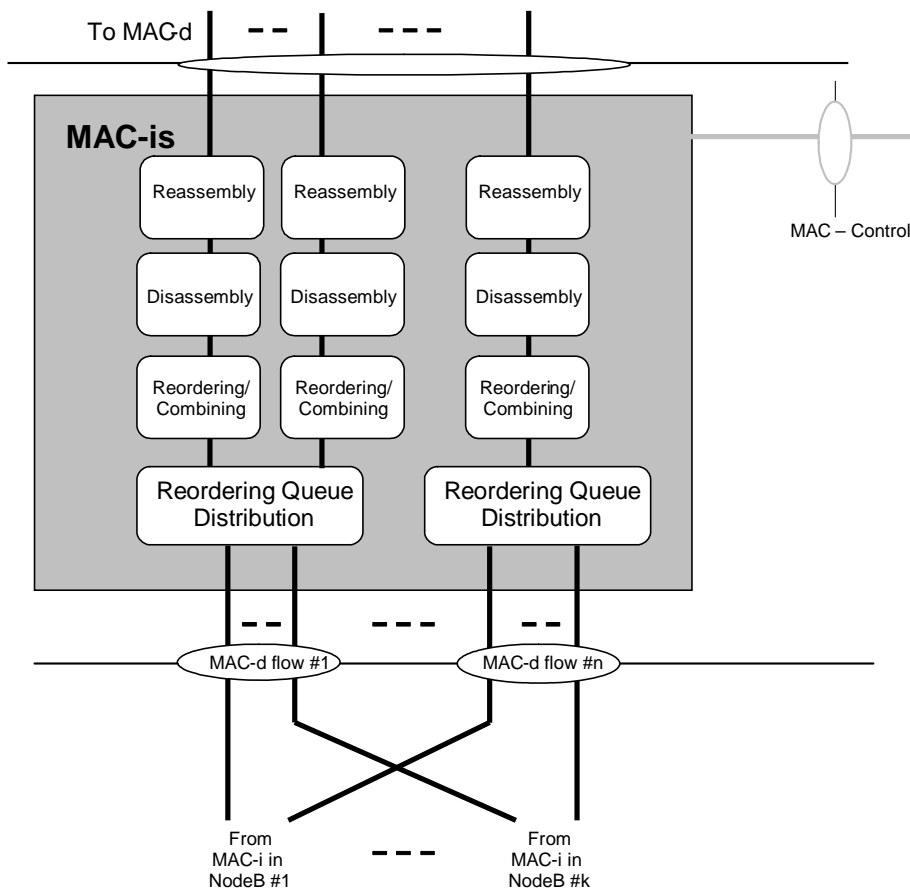 To MAC-d
MAC-is
Reassembly
Reassembly
Reassembly
MAC – Control
Disassembly
Disassembly
Disassembly
Reordering/
Combining
Reordering/
Combining
Reordering/
Combining
Reordering Queue
Distribution
Reordering Queue
Distribution
MAC-d flow #1
MAC-d flow #n
From
MAC-i in
NodeB #1
From
MAC-i in
NodeB #k